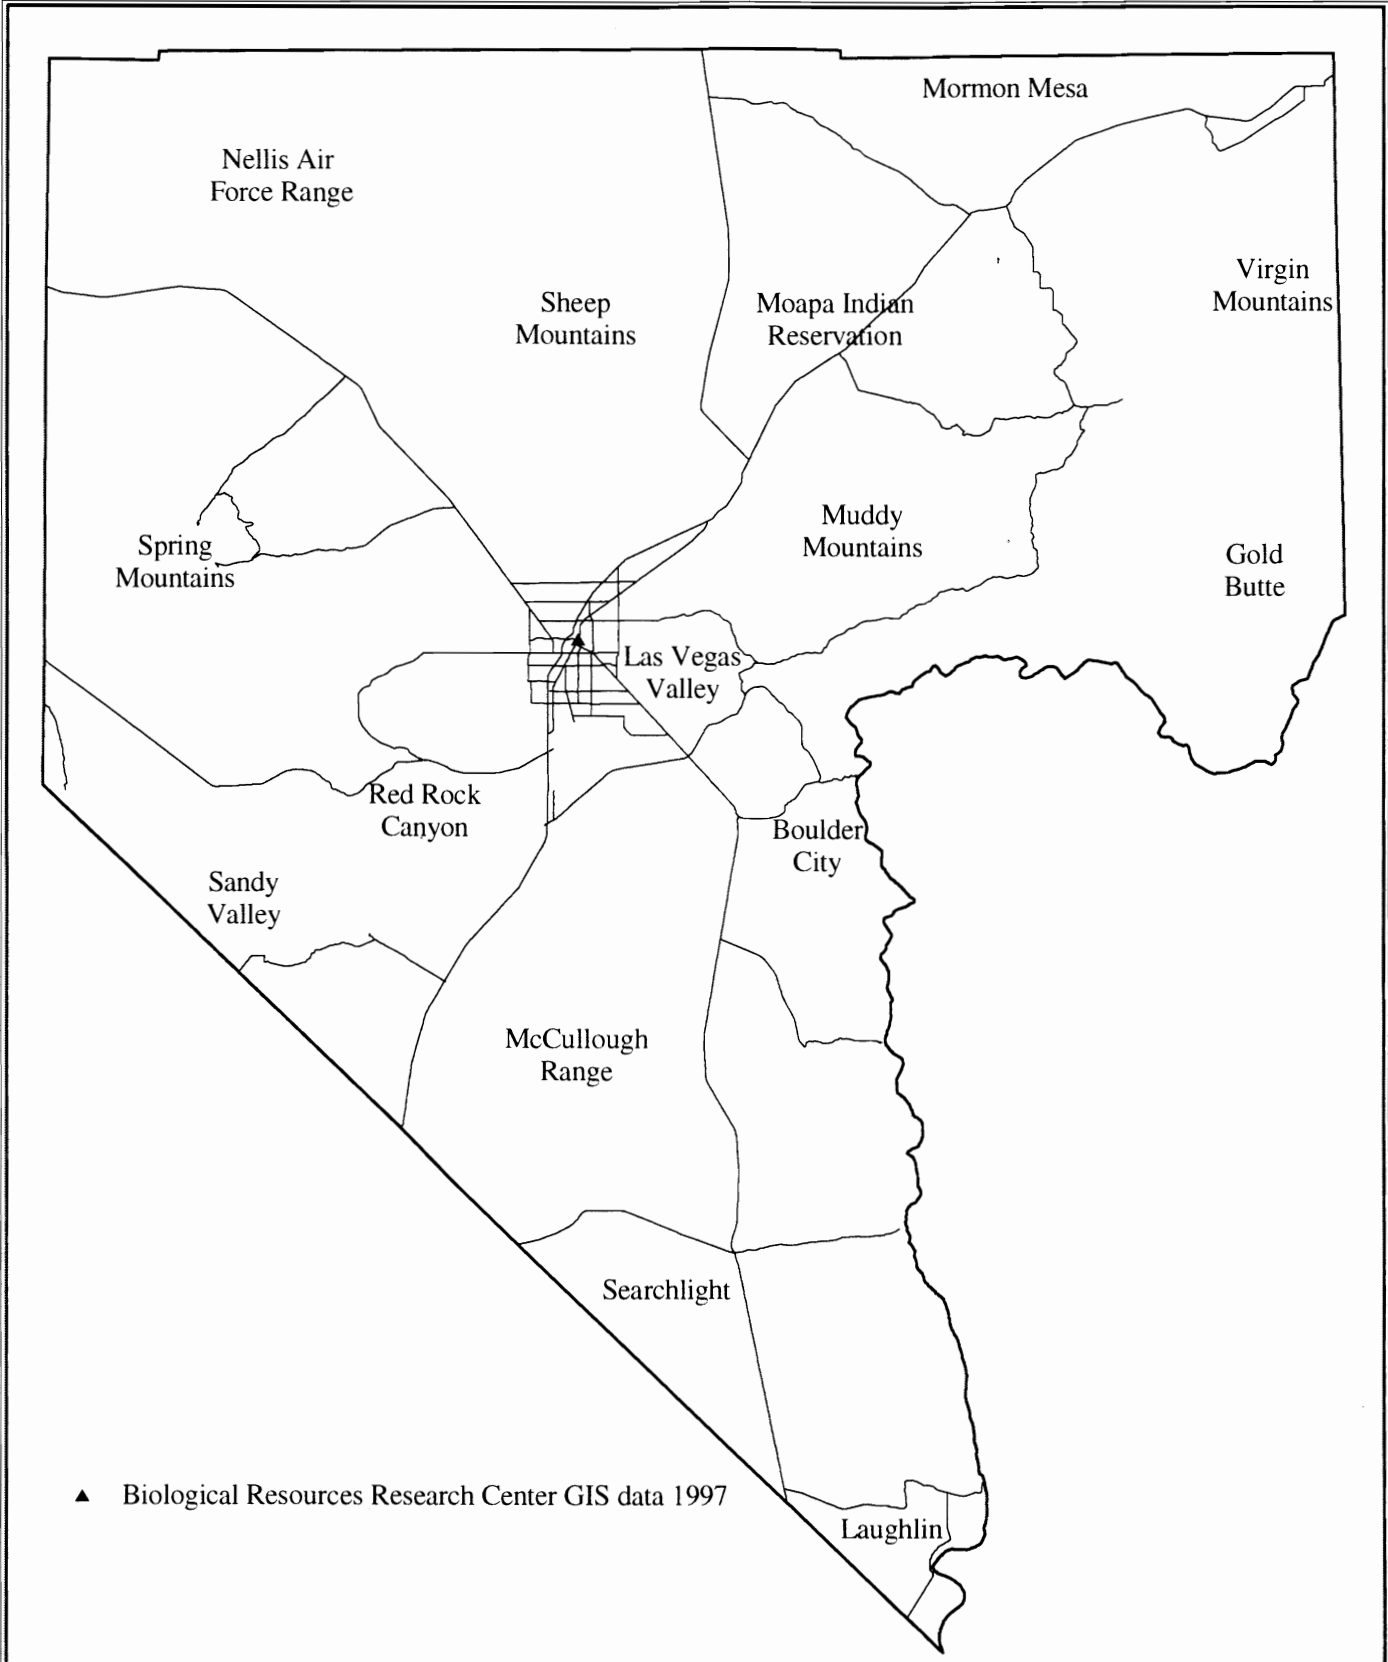 Mormon Mesa
Nellis Air
Force Range
Virgin
Mountains
Sheep
Mountains
Moapa Indian
Reservation
Muddy
Mountains
Spring
Mountains
Gold
Butte
Las Vegas
Valley
Red Rock
Canyon
Boulder
City
Sandy
Valley
McCullough
Range
Searchlight
▲ Biological Resources Research Center GIS data 1997
Laughlin